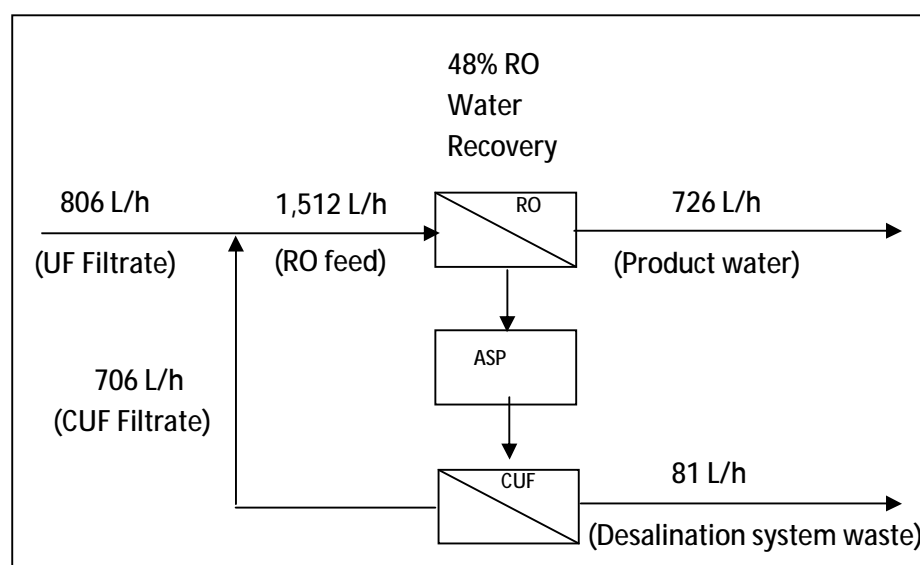 48% RO
Water
Recovery
806 L/h
1,512 L/h
RO
726 L/h
(UF Filtrate)
(RO feed)
(Product water)
ASP
706 L/h
(CUF Filtrate)
CUF
81 L/h
(Desalination system waste)